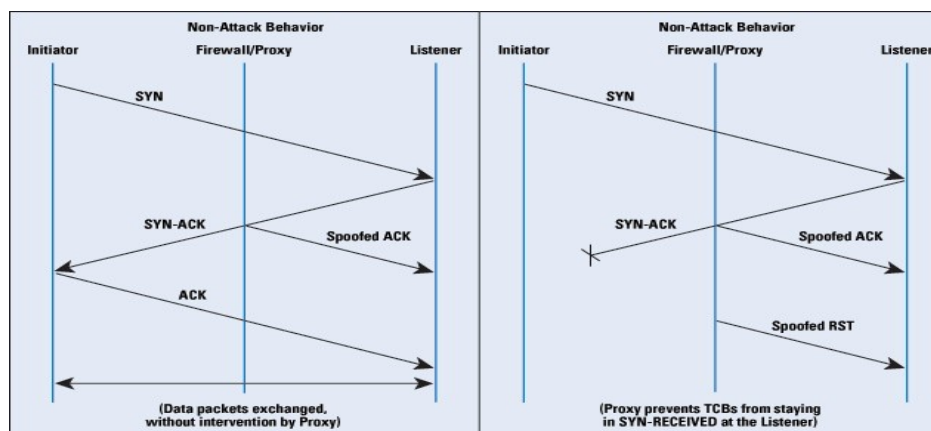 Non-Attack Behavior
Initiator Firewall/Proxy Listener
SYN
SYN-ACK
Spoofed ACK
ACK
(Data packets exchanged,
without intervention by Proxy)
Non-Attack Behavior
Initiator Firewall/Proxy Listener
SYN
SYN-ACK
Spoofed ACK
Spoofed RST
(Proxy prevents TCBs from staying
in SYN-RECEIVED at the Listener)